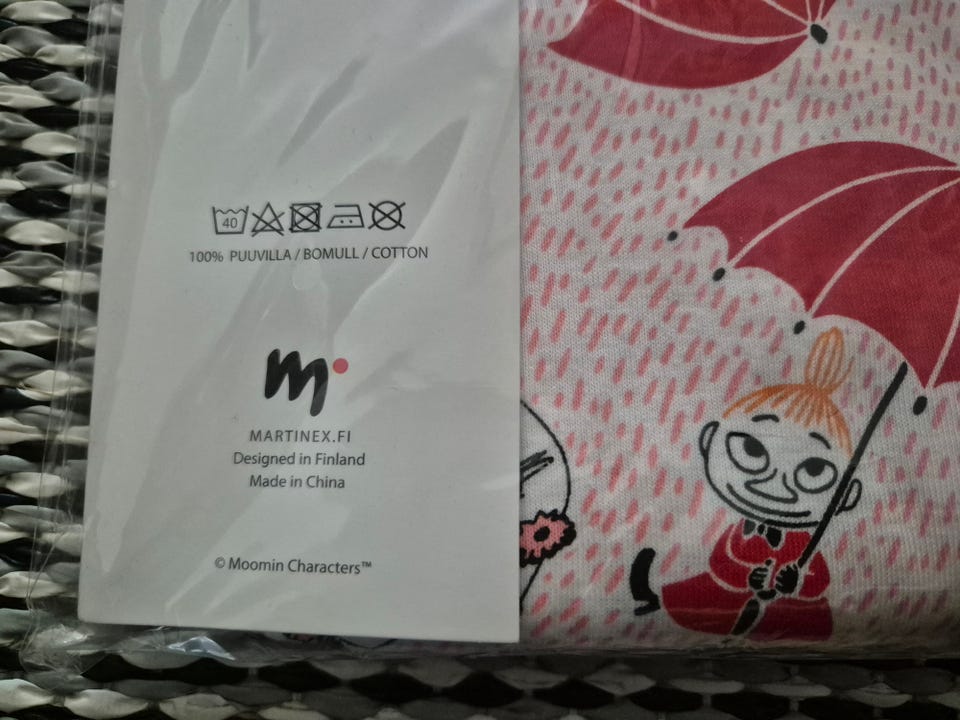 40
100% PUUVILLA / BOMULL / COTTON
m
MARTINEX.FI
Designed in Finland
Made in China
© Moomin Characters™